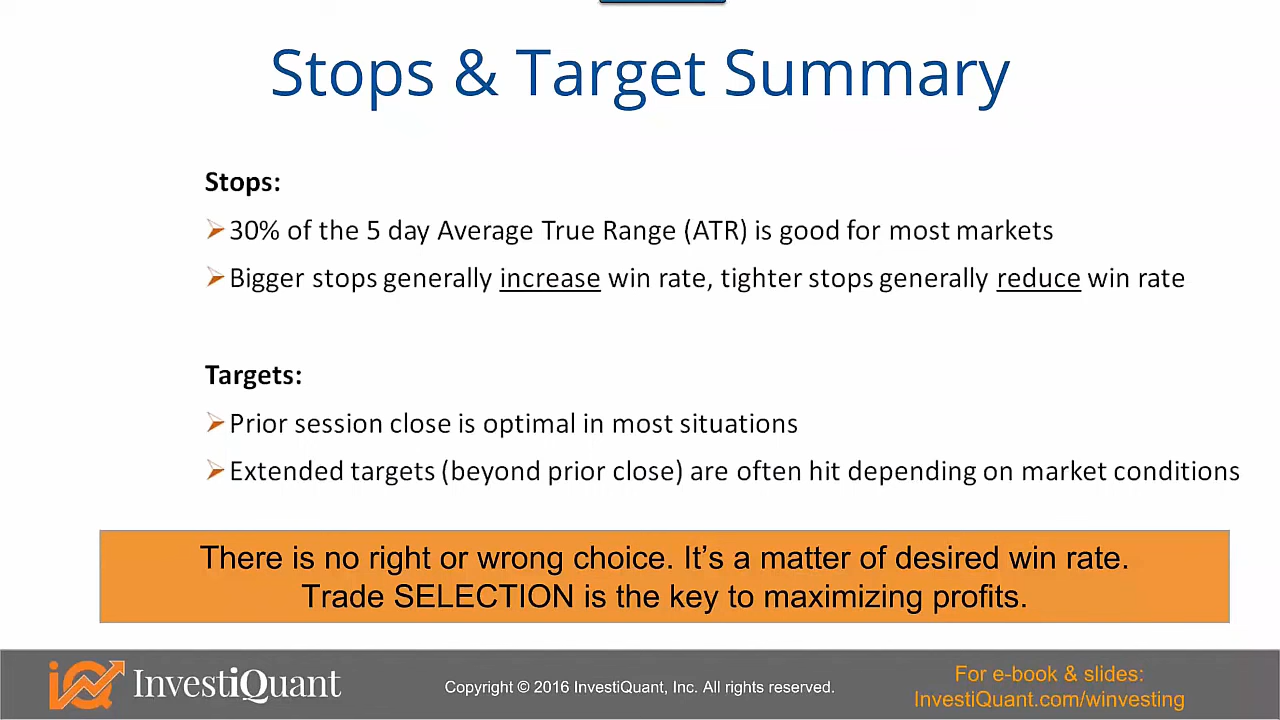 Stops & Target Summary
Stops:
30% of the 5 day Average True Range (ATR) is good for most markets
Bigger stops generally increase win rate, tighter stops generally reduce win rate
Targets:
Prior session close is optimal in most situations
Extended targets (beyond prior close) are often hit depending on market conditions
There is no right or wrong choice. It's a matter of desired win rate.
Trade SELECTION is the key to maximizing profits.
iQ InvestiQuant
Copyright © 2016 InvestiQuant, Inc. All rights reserved.
For e-book & slides:
InvestiQuant.com/winvesting